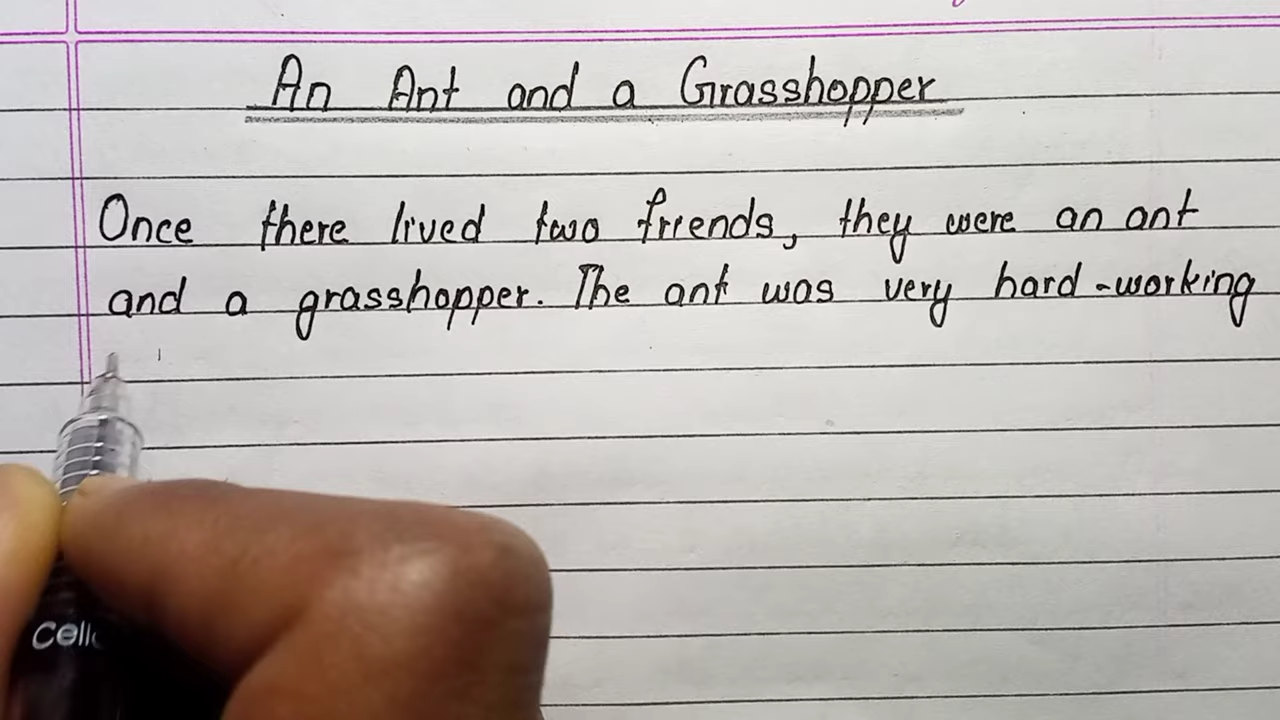 An Ant and a Grasshopper
Once there lived two friends, they were an ant
and a grasshopper. The ant was very hard-working
Cello